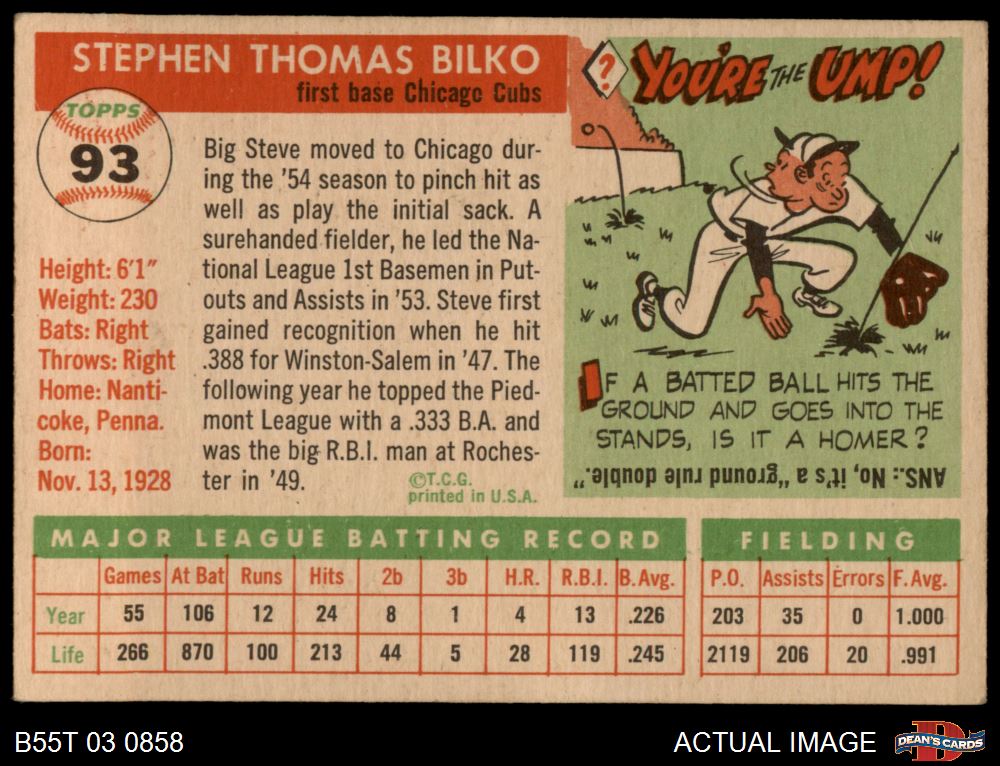 STEPHEN THOMAS BILKO
first base Chicago Cubs
TOPPS
93
Height: 6'1"
Weight: 230
Bats: Right
Throws: Right
Home: Nanti-
coke, Penna.
Born:
Nov. 13, 1928
Big Steve moved to Chicago dur-
ing the '54 season to pinch hit as
well as play the initial sack. A
surehanded fielder, he led the Na-
tional League 1st Basemen in Put-
outs and Assists in '53. Steve first
gained recognition when he hit
.388 for Winston-Salem in '47. The
following year he topped the Pied-
mont League with a .333 B.A. and
was the big R.B.I. man at Roches-
ter in '49.
©T.C.G.
printed in U.S.A.
? YOU'RE THE UMP!
IF A BATTED BALL HITS THE
GROUND AND GOES INTO THE
STANDS, IS IT A HOMER?
ANS.: No, it's a "ground rule double."
MAJOR LEAGUE BATTING RECORD
Games At Bat Runs Hits 2b 3b H.R. R.B.I. B.Avg.
Year 55 106 12 24 8 1 4 13 .226
Life 266 870 100 213 44 5 28 119 .245
FIELDING
P.O. Assists Errors F. Avg.
203 35 0 1.000
2119 206 20 .991
B55T 03 0858
ACTUAL IMAGE
D
DEAN'S CARDS